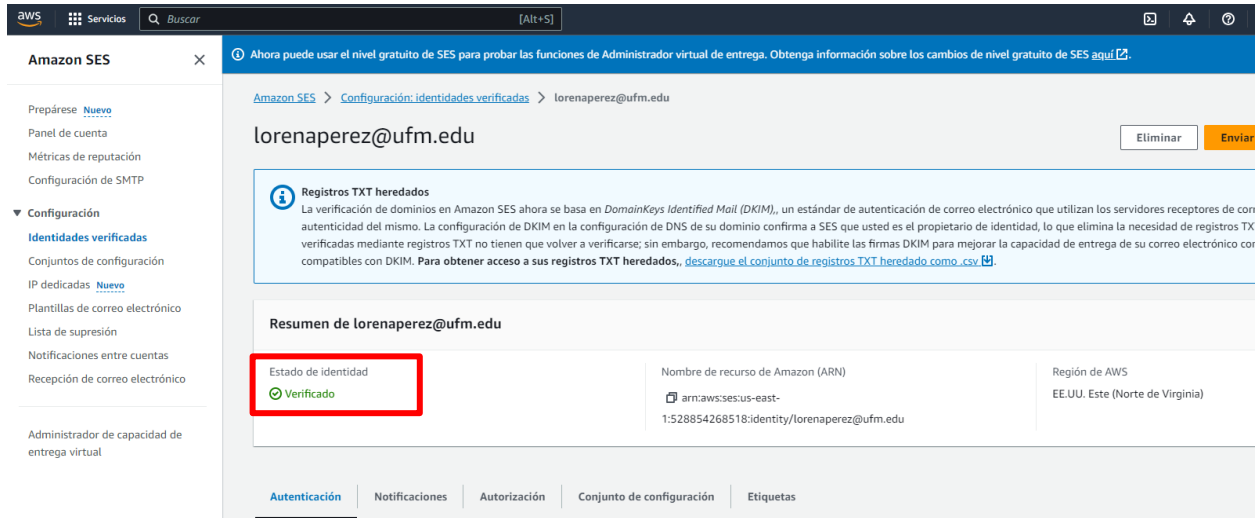 aws
Servicios
Buscar
[Alt+S]
Amazon SES
Prepárese Nuevo
Panel de cuenta
Métricas de reputación
Configuración de SMTP
Configuración
Identidades verificadas
Conjuntos de configuración
IP dedicadas Nuevo
Plantillas de correo electrónico
Lista de supresión
Notificaciones entre cuentas
Recepción de correo electrónico
Administrador de capacidad de
entrega virtual
Ahora puede usar el nivel gratuito de SES para probar las funciones de Administrador virtual de entrega. Obtenga información sobre los cambios de nivel gratuito de SES aquí.
Amazon SES > Configuración: identidades verificadas > lorenaperez@ufm.edu
lorenaperez@ufm.edu
Eliminar
Enviar
Registros TXT heredados
La verificación de dominios en Amazon SES ahora se basa en DomainKeys Identified Mail (DKIM),, un estándar de autenticación de correo electrónico que utilizan los servidores receptores de cor
autenticidad del mismo. La configuración de DKIM en la configuración de DNS de su dominio confirma a SES que usted es el propietario de identidad, lo que elimina la necesidad de registros TX
verificadas mediante registros TXT no tienen que volver a verificarse; sin embargo, recomendamos que habilite las firmas DKIM para mejorar la capacidad de entrega de su correo electrónico con
compatibles con DKIM. Para obtener acceso a sus registros TXT heredados,, descargue el conjunto de registros TXT heredado como .csv.
Resumen de lorenaperez@ufm.edu
Estado de identidad
Verificado
Nombre de recurso de Amazon (ARN)
arn:aws:ses:us-east-
1:528854268518:identity/lorenaperez@ufm.edu
Región de AWS
EE.UU. Este (Norte de Virginia)
Autenticación
Notificaciones
Autorización
Conjunto de configuración
Etiquetas